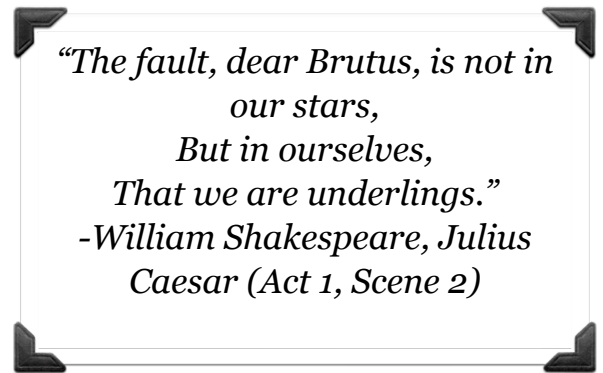 “The fault, dear Brutus, is not in
our stars,
But in ourselves,
That we are underlings.”
-William Shakespeare, Julius
Caesar (Act 1, Scene 2)